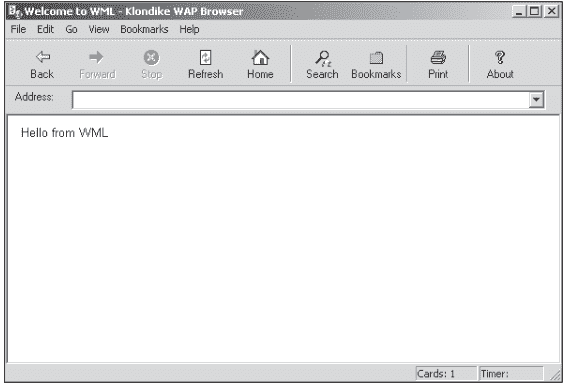 Welcome to WML - Klondike WAP Browser
File Edit Go View Bookmarks Help
Back Forward Stop Refresh Home Search Bookmarks Print About
Address:
Hello from WML
Cards: 1 Timer: